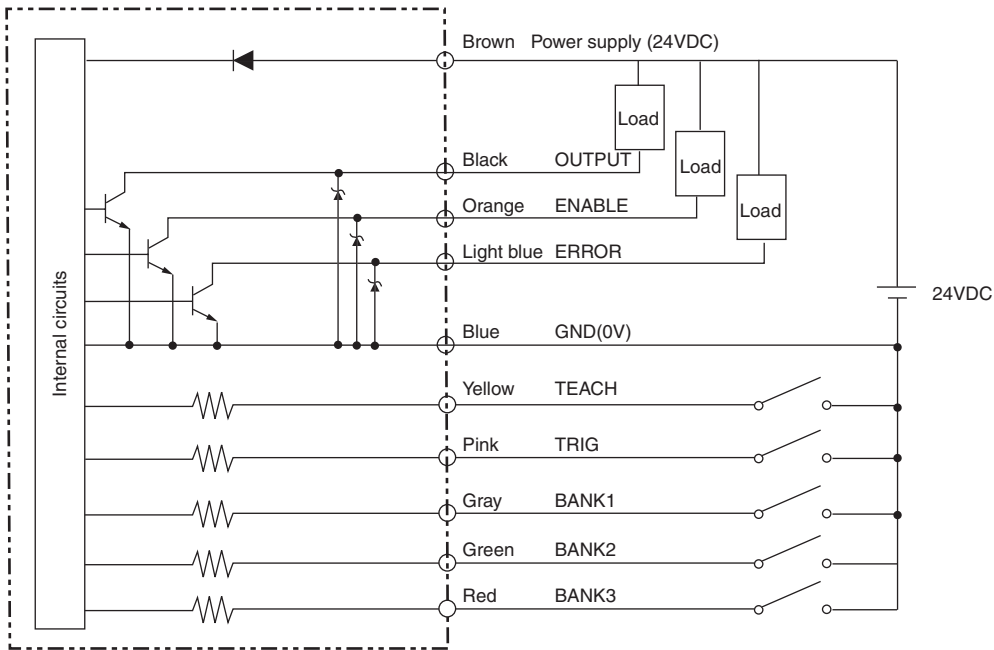 Brown Power supply (24VDC)
Load
Black OUTPUT
Load
Orange ENABLE
Load
Light blue ERROR
24VDC
Internal circuits
Blue GND(0V)
Yellow TEACH
Pink TRIG
Gray BANK1
Green BANK2
Red BANK3